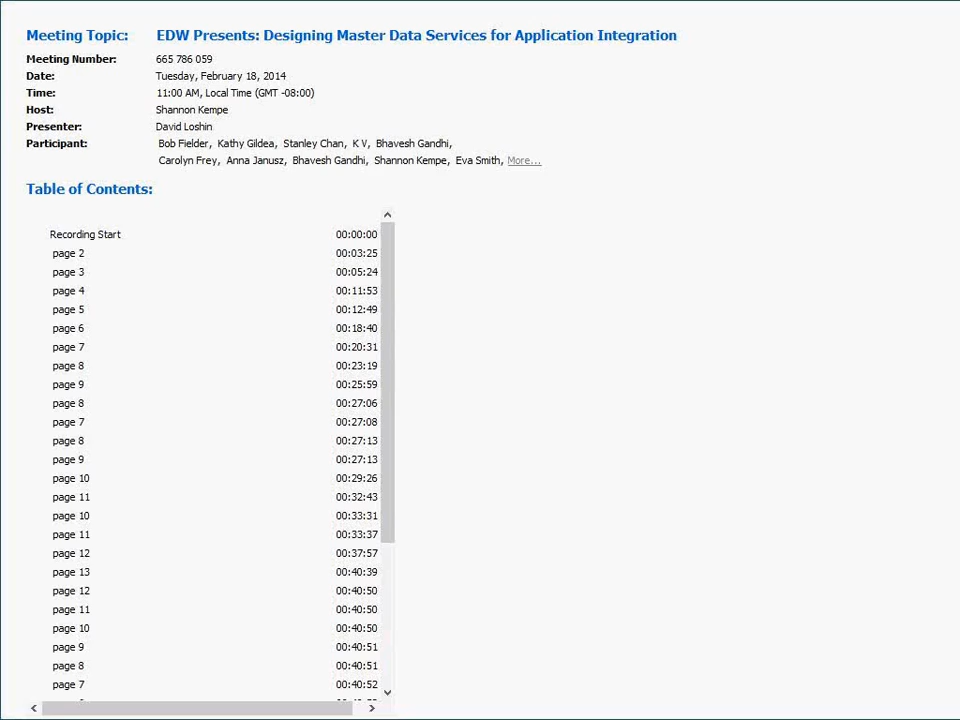 Meeting Topic: EDW Presents: Designing Master Data Services for Application Integration
Meeting Number: 665 786 059
Date: Tuesday, February 18, 2014
Time: 11:00 AM, Local Time (GMT -08:00)
Host: Shannon Kempe
Presenter: David Loshin
Participant: Bob Fielder, Kathy Gildea, Stanley Chan, K V, Bhavesh Gandhi,
Carolyn Frey, Anna Janusz, Bhavesh Gandhi, Shannon Kempe, Eva Smith, More...
Table of Contents:
Recording Start 00:00:00
page 2 00:03:25
page 3 00:05:24
page 4 00:11:53
page 5 00:12:49
page 6 00:18:40
page 7 00:20:31
page 8 00:23:19
page 9 00:25:59
page 8 00:27:06
page 7 00:27:08
page 8 00:27:13
page 9 00:27:13
page 10 00:29:26
page 11 00:32:43
page 10 00:33:31
page 11 00:33:37
page 12 00:37:57
page 13 00:40:39
page 12 00:40:50
page 11 00:40:50
page 10 00:40:50
page 9 00:40:51
page 8 00:40:51
page 7 00:40:52